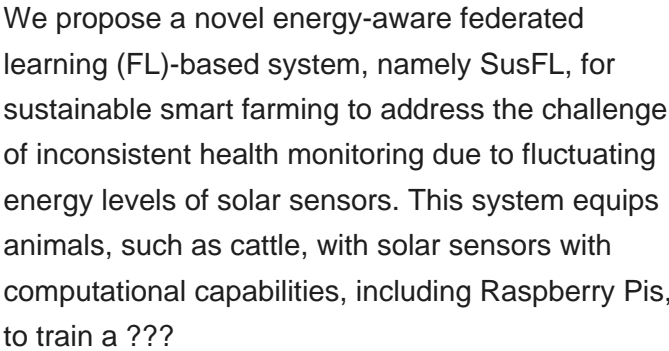 We propose a novel energy-aware federated
learning (FL)-based system, namely SusFL, for
sustainable smart farming to address the challenge
of inconsistent health monitoring due to fluctuating
energy levels of solar sensors. This system equips
animals, such as cattle, with solar sensors with
computational capabilities, including Raspberry Pis,
to train a ???